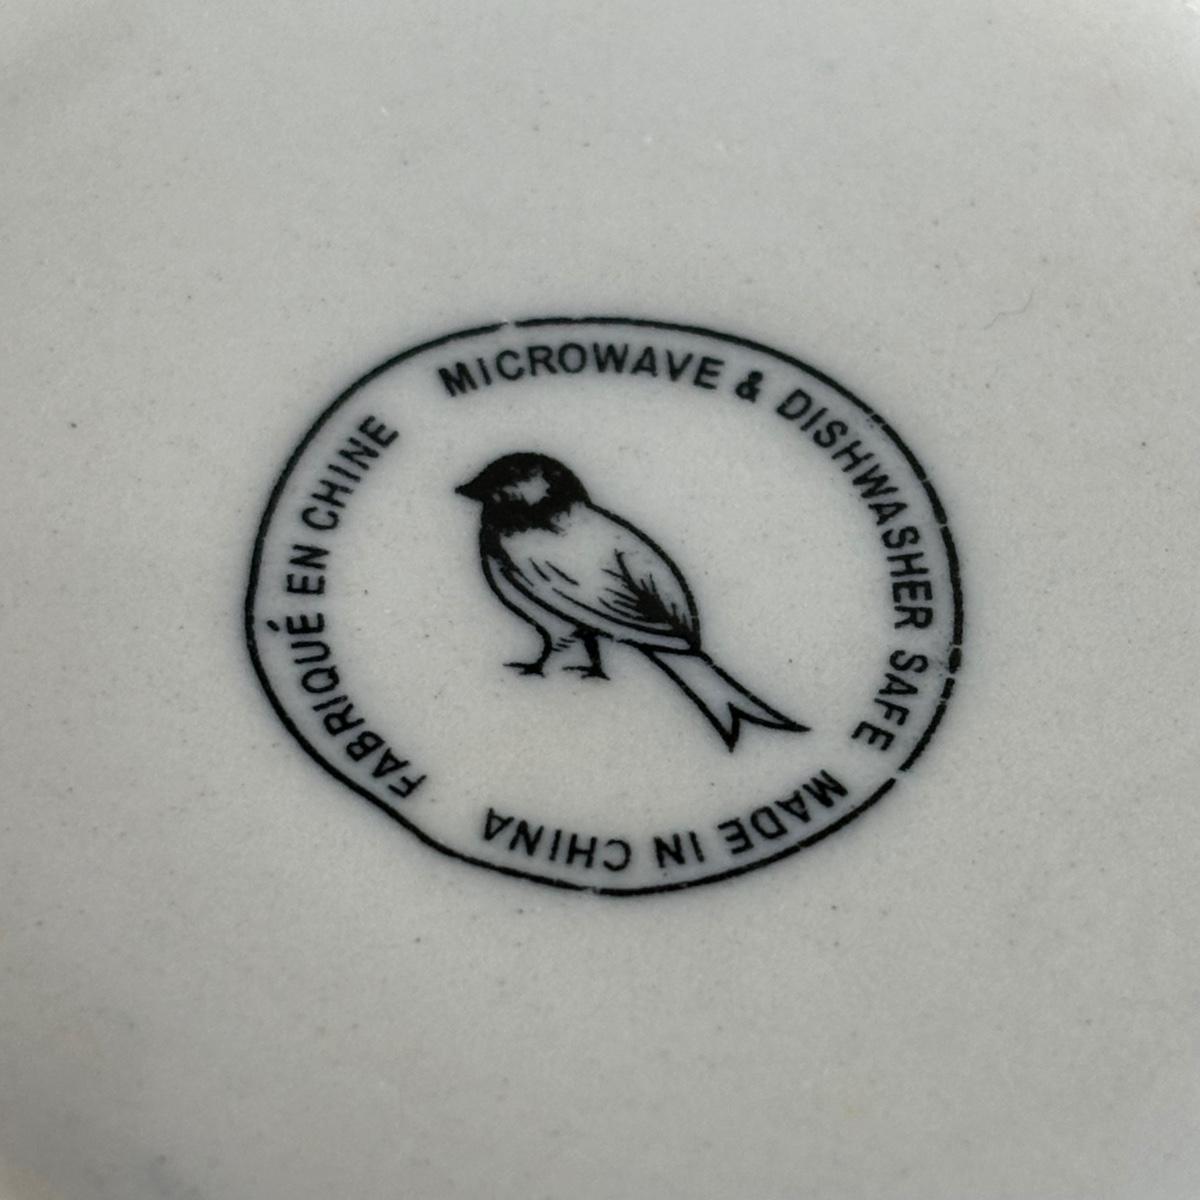 MICROWAVE & DISHWASHER SAFE
MADE IN CHINA
FABRIQUÉ EN CHINE